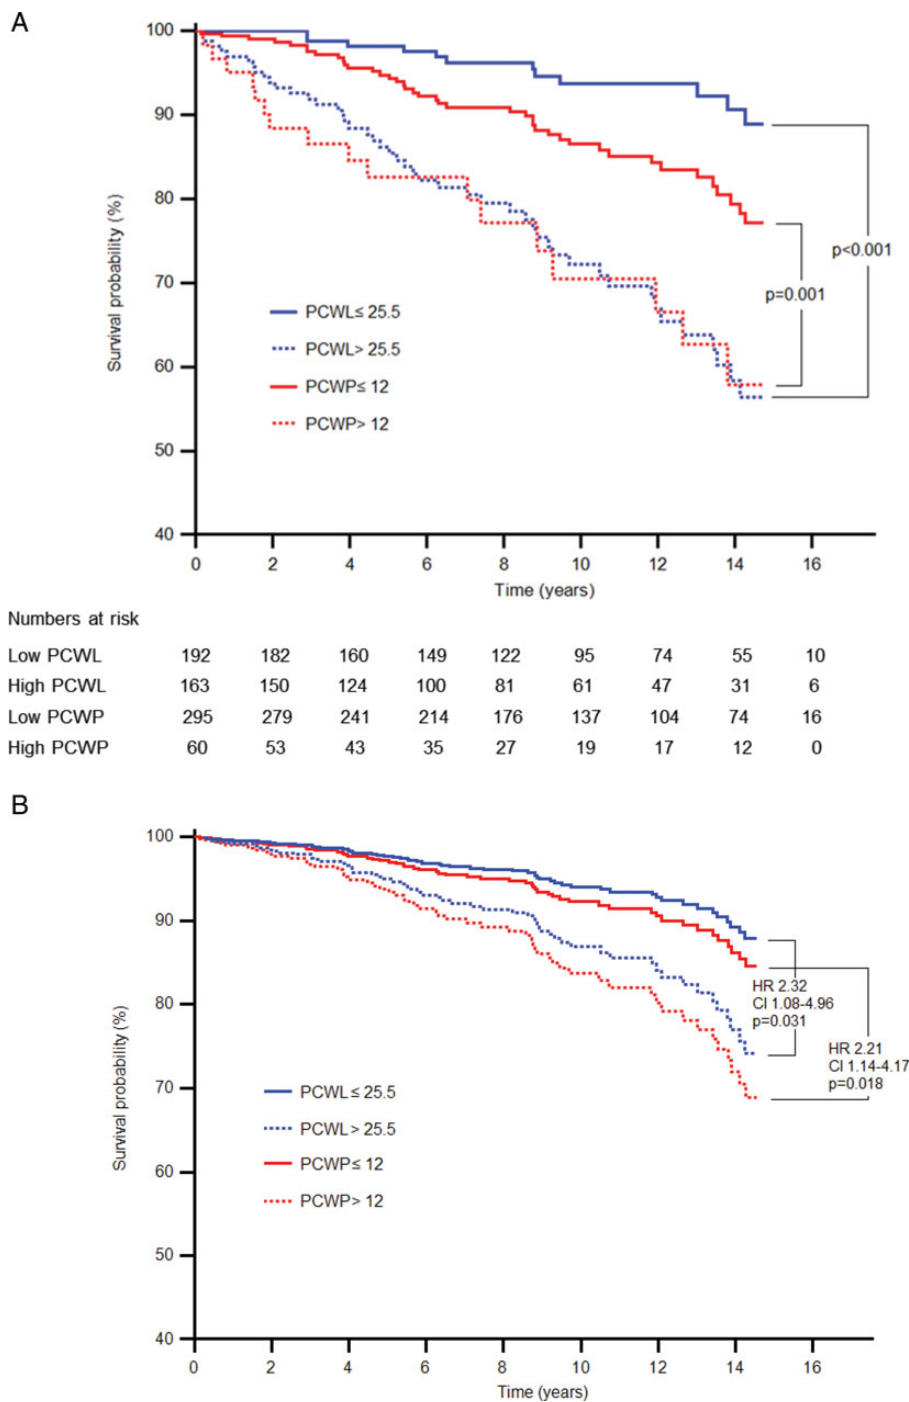 A
100
90
80
70
60
50
40
Survival probability (%)
p<0.001
p=0.001
PCWL≤ 25.5
PCWL> 25.5
PCWP≤ 12
PCWP> 12
0 2 4 6 8 10 12 14 16
Time (years)
Numbers at risk
Low PCWL 192 182 160 149 122 95 74 55 10
High PCWL 163 150 124 100 81 61 47 31 6
Low PCWP 295 279 241 214 176 137 104 74 16
High PCWP 60 53 43 35 27 19 17 12 0
B
100
90
80
70
60
50
40
Survival probability (%)
HR 2.32
CI 1.08-4.96
p=0.031
HR 2.21
CI 1.14-4.17
p=0.018
PCWL≤ 25.5
PCWL> 25.5
PCWP≤ 12
PCWP> 12
0 2 4 6 8 10 12 14 16
Time (years)